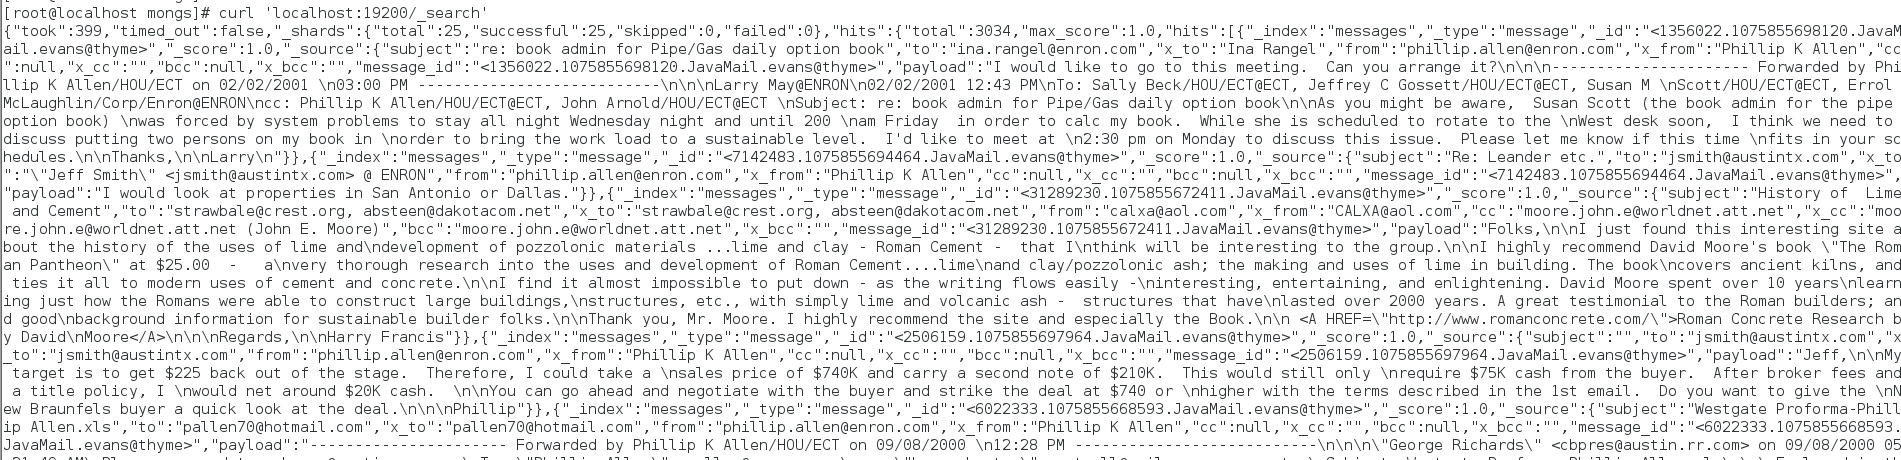 [root@localhost mongs]# curl 'localhost:19200/_search'
{"took":399,"timed_out":false,"_shards":{"total":25,"successful":25,"skipped":0,"failed":0},"hits":{"total":3034,"max_score":1.0,"hits":[{"_index":"messages","_type":"message","_id":"<1356022.1075855698120.JavaM
ail.evans@thyme>","_score":1.0,"_source":{"subject":"re: book admin for Pipe/Gas daily option book","to":"ina.rangel@enron.com","x_to":"Ina Rangel","from":"phillip.allen@enron.com","x_from":"Phillip K Allen","cc
":null,"x_cc":"","bcc":null,"x_bcc":"","message_id":"<1356022.1075855698120.JavaMail.evans@thyme>","payload":"I would like to go to this meeting.  Can you arrange it?\n\n\n---------------------- Forwarded by Phi
llip K Allen/HOU/ECT on 02/02/2001 \n03:00 PM ---------------------------\n\n\nLarry May@ENRON\n02/02/2001 12:43 PM\nTo: Sally Beck/HOU/ECT@ECT, Jeffrey C Gossett/HOU/ECT@ECT, Susan M \nScott/HOU/ECT@ECT, Errol 
McLaughlin/Corp/Enron@ENRON\ncc: Phillip K Allen/HOU/ECT@ECT, John Arnold/HOU/ECT@ECT \nSubject: re: book admin for Pipe/Gas daily option book\n\nAs you might be aware,  Susan Scott (the book admin for the pipe 
option book) \nwas forced by system problems to stay all night Wednesday night and until 200 \nam Friday  in order to calc my book.  While she is scheduled to rotate to the \nWest desk soon,  I think we need to 
discuss putting two persons on my book in \norder to bring the work load to a sustainable level.  I'd like to meet at \n2:30 pm on Monday to discuss this issue.  Please let me know if this time \nfits in your sc
hedules.\n\nThanks,\n\nLarry\n"}},{"_index":"messages","_type":"message","_id":"<7142483.1075855694464.JavaMail.evans@thyme>","_score":1.0,"_source":{"subject":"Re: Leander etc.","to":"jsmith@austintx.com","x_to
":"\"Jeff Smith\" <jsmith@austintx.com> @ ENRON","from":"phillip.allen@enron.com","x_from":"Phillip K Allen","cc":null,"x_cc":"","bcc":null,"x_bcc":"","message_id":"<7142483.1075855694464.JavaMail.evans@thyme>",
"payload":"I would look at properties in San Antonio or Dallas."}},{"_index":"messages","_type":"message","_id":"<31289230.1075855672411.JavaMail.evans@thyme>","_score":1.0,"_source":{"subject":"History of  Lime
 and Cement","to":"strawbale@crest.org, absteen@dakotacom.net","x_to":"strawbale@crest.org, absteen@dakotacom.net","from":"calxa@aol.com","x_from":"CALXA@aol.com","cc":"moore.john.e@worldnet.att.net","x_cc":"moo
re.john.e@worldnet.att.net (John E. Moore)","bcc":"moore.john.e@worldnet.att.net","x_bcc":"","message_id":"<31289230.1075855672411.JavaMail.evans@thyme>","payload":"Folks,\n\nI just found this interesting site a
bout the history of the uses of lime and\ndevelopment of pozzolonic materials ...lime and clay - Roman Cement -  that I\nthink will be interesting to the group.\n\nI highly recommend David Moore's book \"The Rom
an Pantheon\" at $25.00  -   a\nvery thorough research into the uses and development of Roman Cement....lime\nand clay/pozzolonic ash; the making and uses of lime in building. The book\ncovers ancient kilns, and
 ties it all to modern uses of cement and concrete.\n\nI find it almost impossible to put down - as the writing flows easily -\ninteresting, entertaining, and enlightening. David Moore spent over 10 years\nlearn
ing just how the Romans were able to construct large buildings,\nstructures, etc., with simply lime and volcanic ash -  structures that have\nlasted over 2000 years. A great testimonial to the Roman builders; an
d good\nbackground information for sustainable builder folks.\n\nThank you, Mr. Moore. I highly recommend the site and especially the Book.\n\n <A HREF=\"http://www.romanconcrete.com/\">Roman Concrete Research b
y David\nMoore</A>\n\n\nRegards,\n\nHarry Francis"}},{"_index":"messages","_type":"message","_id":"<2506159.1075855697964.JavaMail.evans@thyme>","_score":1.0,"_source":{"subject":"","to":"jsmith@austintx.com","x
_to":"jsmith@austintx.com","from":"phillip.allen@enron.com","x_from":"Phillip K Allen","cc":null,"x_cc":"","bcc":null,"x_bcc":"","message_id":"<2506159.1075855697964.JavaMail.evans@thyme>","payload":"Jeff,\n\nMy
 target is to get $225 back out of the stage.  Therefore, I could take a \nsales price of $740K and carry a second note of $210K.  This would still only \nrequire $75K cash from the buyer.  After broker fees and
 a title policy, I \nwould net around $20K cash.  \n\nYou can go ahead and negotiate with the buyer and strike the deal at $740 or \nhigher with the terms described in the 1st email.  Do you want to give the \nN
ew Braunfels buyer a quick look at the deal.\n\n\nPhillip"}},{"_index":"messages","_type":"message","_id":"<6022333.1075855668593.JavaMail.evans@thyme>","_score":1.0,"_source":{"subject":"Westgate Proforma-Phill
ip Allen.xls","to":"pallen70@hotmail.com","x_to":"pallen70@hotmail.com","from":"phillip.allen@enron.com","x_from":"Phillip K Allen","cc":null,"x_cc":"","bcc":null,"x_bcc":"","message_id":"<6022333.1075855668593.
JavaMail.evans@thyme>","payload":"---------------------- Forwarded by Phillip K Allen/HOU/ECT on 09/08/2000 \n12:28 PM ---------------------------\n\n\n\"George Richards\" <cbpres@austin.rr.com> on 09/08/2000 05